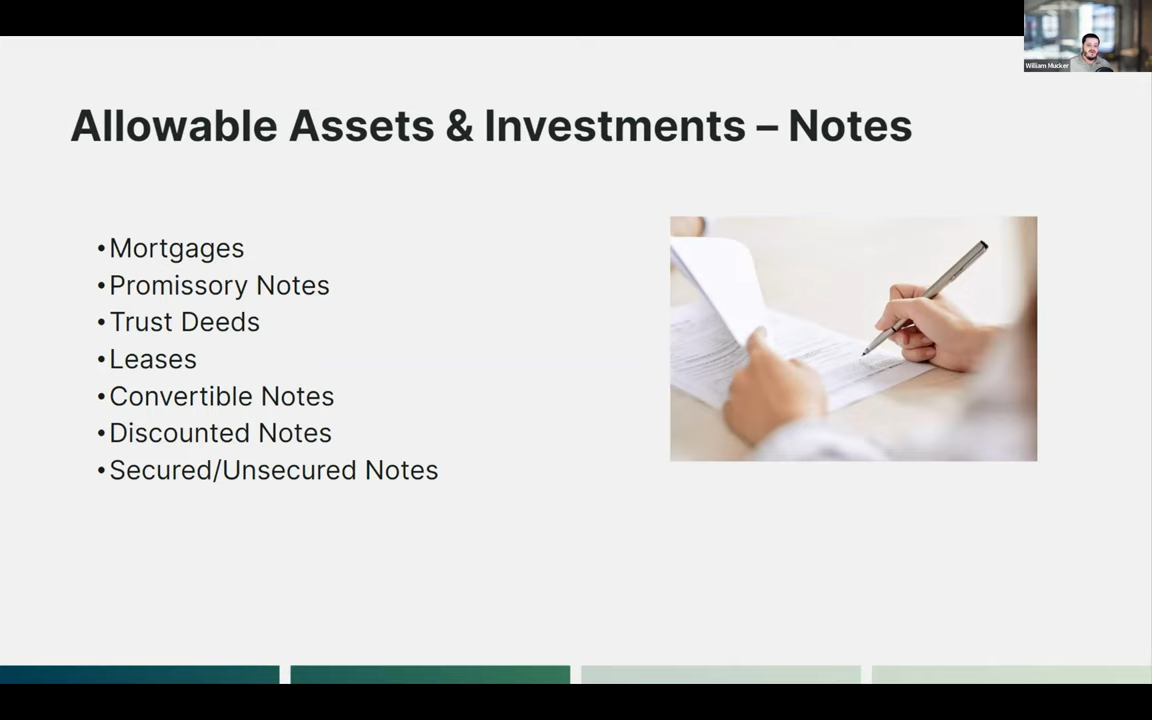 William Mucker
Allowable Assets & Investments – Notes
•Mortgages
•Promissory Notes
•Trust Deeds
•Leases
•Convertible Notes
•Discounted Notes
•Secured/Unsecured Notes